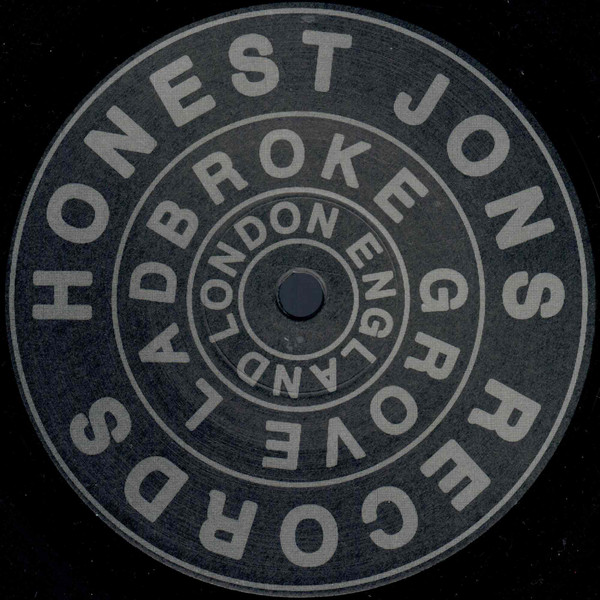 HONEST JONS RECORDS
LADBROKE GROVE
LONDON ENGLAND